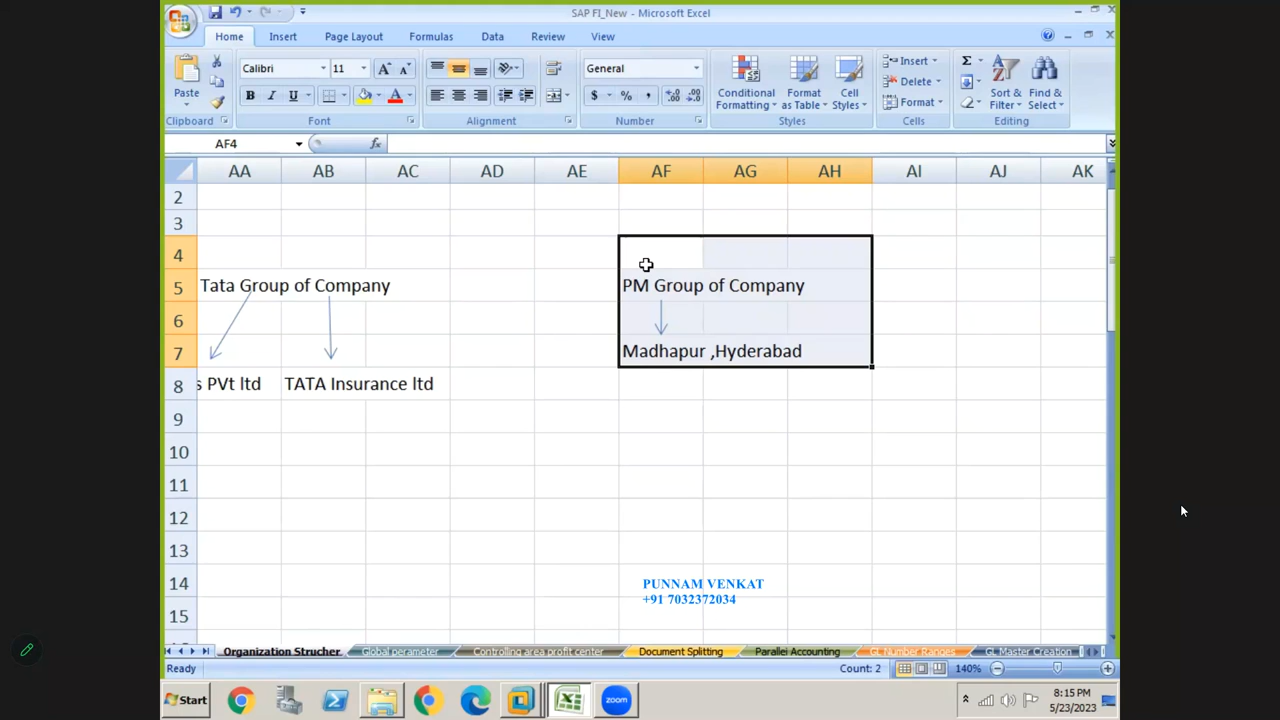 SAP FI_New - Microsoft Excel
Home Insert Page Layout Formulas Data Review View
Paste
Calibri 11 A A
B I U A
General
$ % ,
Conditional Formatting
Format as Table
Cell Styles
Insert
Delete
Format
Σ
Sort & Filter
Find & Select
Clipboard Font Alignment Number Styles Cells Editing
AF4 fx
AA AB AC AD AE AF AG AH AI AJ AK
2
3
4
5 Tata Group of Company PM Group of Company
6
7 Madhapur ,Hyderabad
8 s PVt ltd TATA Insurance ltd
9
10
11
12
13
14
15
PUNNAM VENKAT
+91 7032372034
Organization Strucher Global perameter Controlling area profit center Document Splitting Parallel Accounting GL Number Ranges GL Master Creation
Ready Count: 2 140%
Start zoom 8:15 PM
5/23/2023